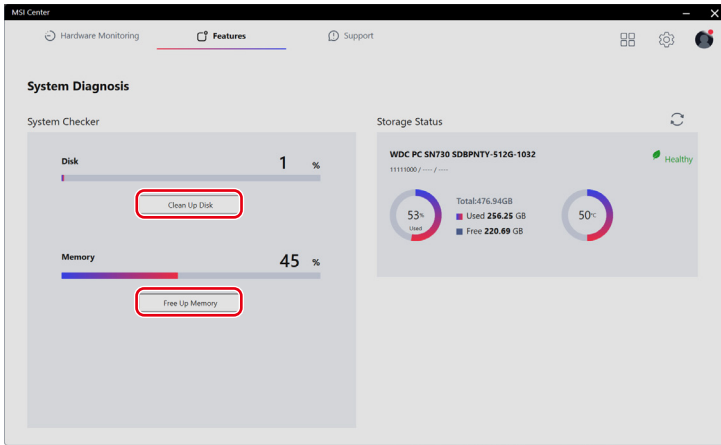 MSI Center
Hardware Monitoring
Features
Support
System Diagnosis
System Checker
Storage Status
Disk
1 %
Clean Up Disk
Memory
45 %
Free Up Memory
WDC PC SN730 SDBPNTY-512G-1032
11111000 / ---- / ----
Healthy
53%
Used
Total:476.94GB
Used 256.25 GB
Free 220.69 GB
50°C